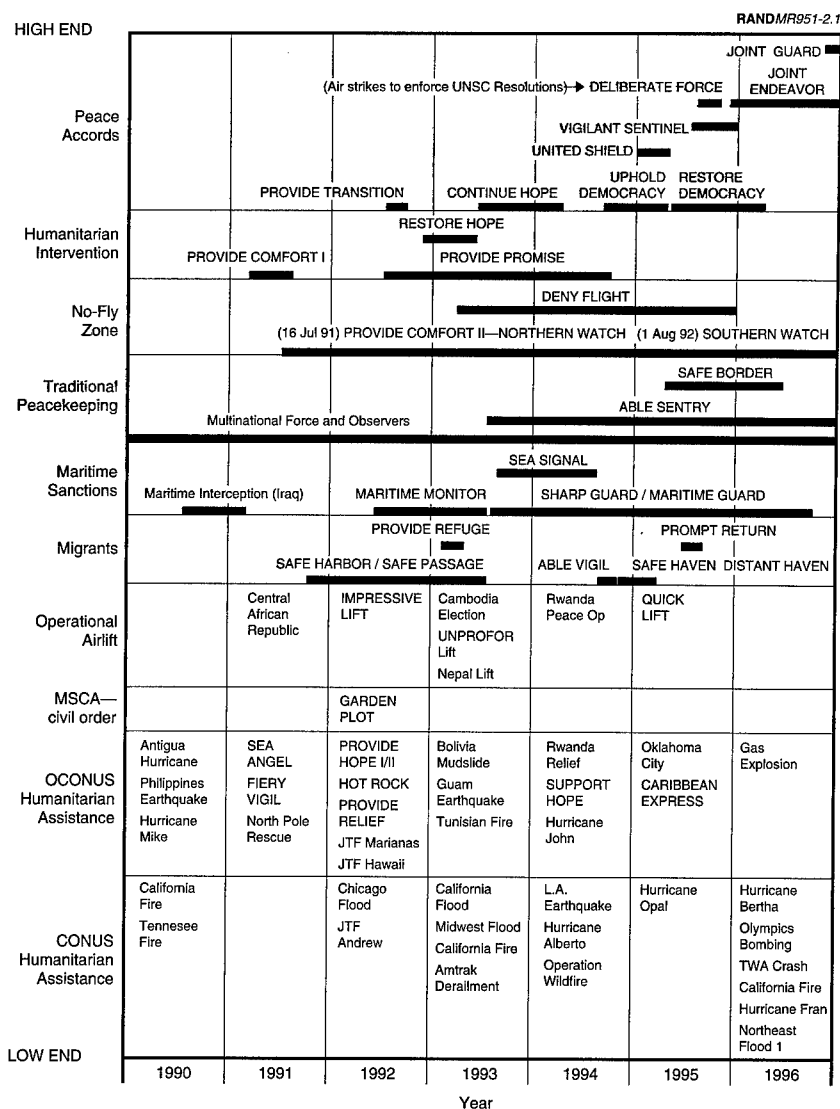 RANDMR951-2.1
HIGH END
JOINT GUARD
JOINT
ENDEAVOR
(Air strikes to enforce UNSC Resolutions)→ DELIBERATE FORCE
Peace
Accords
VIGILANT SENTINEL
UNITED SHIELD
UPHOLD
DEMOCRACY
RESTORE
DEMOCRACY
PROVIDE TRANSITION
CONTINUE HOPE
Humanitarian
Intervention
RESTORE HOPE
PROVIDE COMFORT I
PROVIDE PROMISE
No-Fly
Zone
DENY FLIGHT
(16 Jul 91) PROVIDE COMFORT II—NORTHERN WATCH
(1 Aug 92) SOUTHERN WATCH
Traditional
Peacekeeping
SAFE BORDER
ABLE SENTRY
Multinational Force and Observers
Maritime
Sanctions
SEA SIGNAL
Maritime Interception (Iraq)
MARITIME MONITOR
SHARP GUARD / MARITIME GUARD
Migrants
PROVIDE REFUGE
PROMPT RETURN
SAFE HARBOR / SAFE PASSAGE
ABLE VIGIL
SAFE HAVEN
DISTANT HAVEN
Operational
Airlift
Central
African
Republic
IMPRESSIVE
LIFT
Cambodia
Election
UNPROFOR
Lift
Nepal Lift
Rwanda
Peace Op
QUICK
LIFT
MSCA—
civil order
GARDEN
PLOT
OCONUS
Humanitarian
Assistance
Antigua
Hurricane
Philippines
Earthquake
Hurricane
Mike
SEA
ANGEL
FIERY
VIGIL
North Pole
Rescue
PROVIDE
HOPE I/II
HOT ROCK
PROVIDE
RELIEF
JTF Marianas
JTF Hawaii
Bolivia
Mudslide
Guam
Earthquake
Tunisian Fire
Rwanda
Relief
SUPPORT
HOPE
Hurricane
John
Oklahoma
City
CARIBBEAN
EXPRESS
Gas
Explosion
CONUS
Humanitarian
Assistance
California
Fire
Tennesee
Fire
Chicago
Flood
JTF
Andrew
California
Flood
Midwest Flood
California Fire
Amtrak
Derailment
L.A.
Earthquake
Hurricane
Alberto
Operation
Wildfire
Hurricane
Opal
Hurricane
Bertha
Olympics
Bombing
TWA Crash
California Fire
Hurricane Fran
Northeast
Flood 1
LOW END
1990
1991
1992
1993
1994
1995
1996
Year